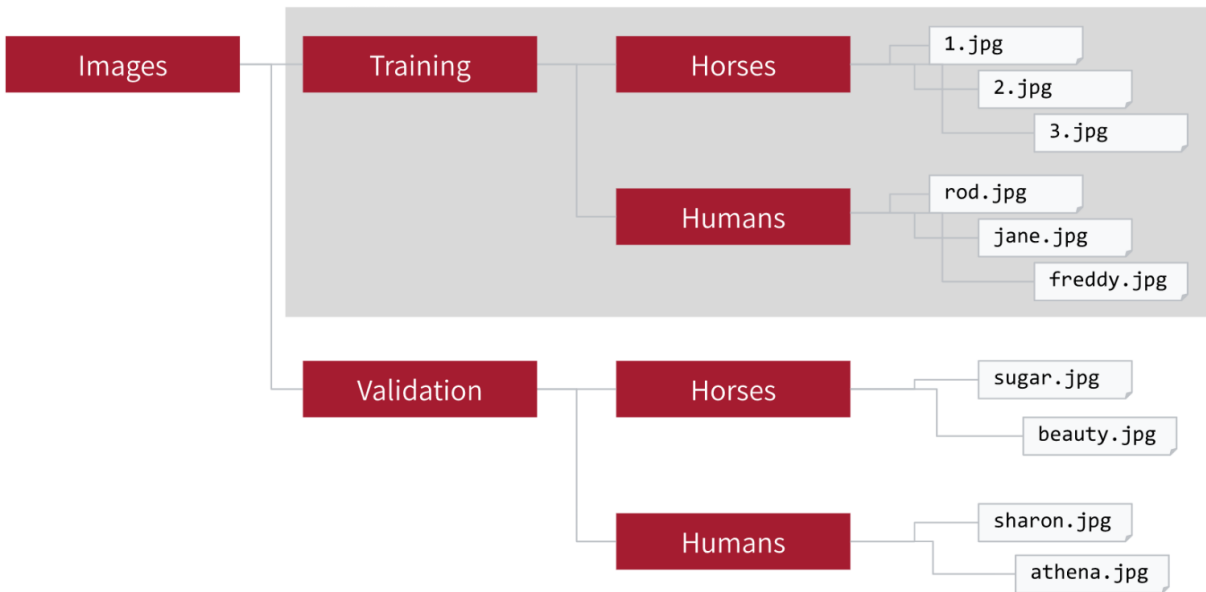 Images
Training
Horses
1.jpg
2.jpg
3.jpg
Humans
rod.jpg
jane.jpg
freddy.jpg
Validation
Horses
sugar.jpg
beauty.jpg
Humans
sharon.jpg
athena.jpg